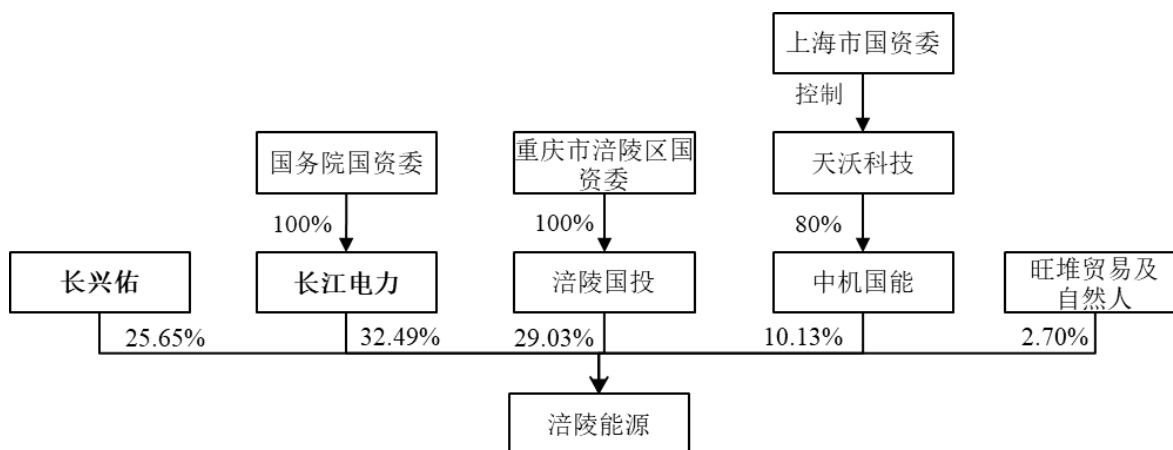 上海市国资委
控制
国务院国资委
重庆市涪陵区国
资委
天沃科技
100%
100%
80%
长兴佑
长江电力
涪陵国投
中机国能
旺堆贸易及
自然人
25.65%
32.49%
29.03%
10.13%
2.70%
涪陵能源